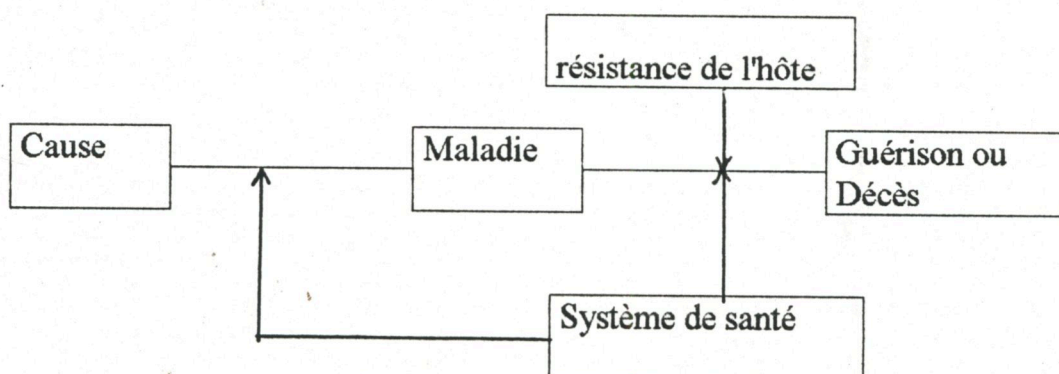 résistance de l'hôte
Cause
Maladie
Guérison ou
Décès
Système de santé